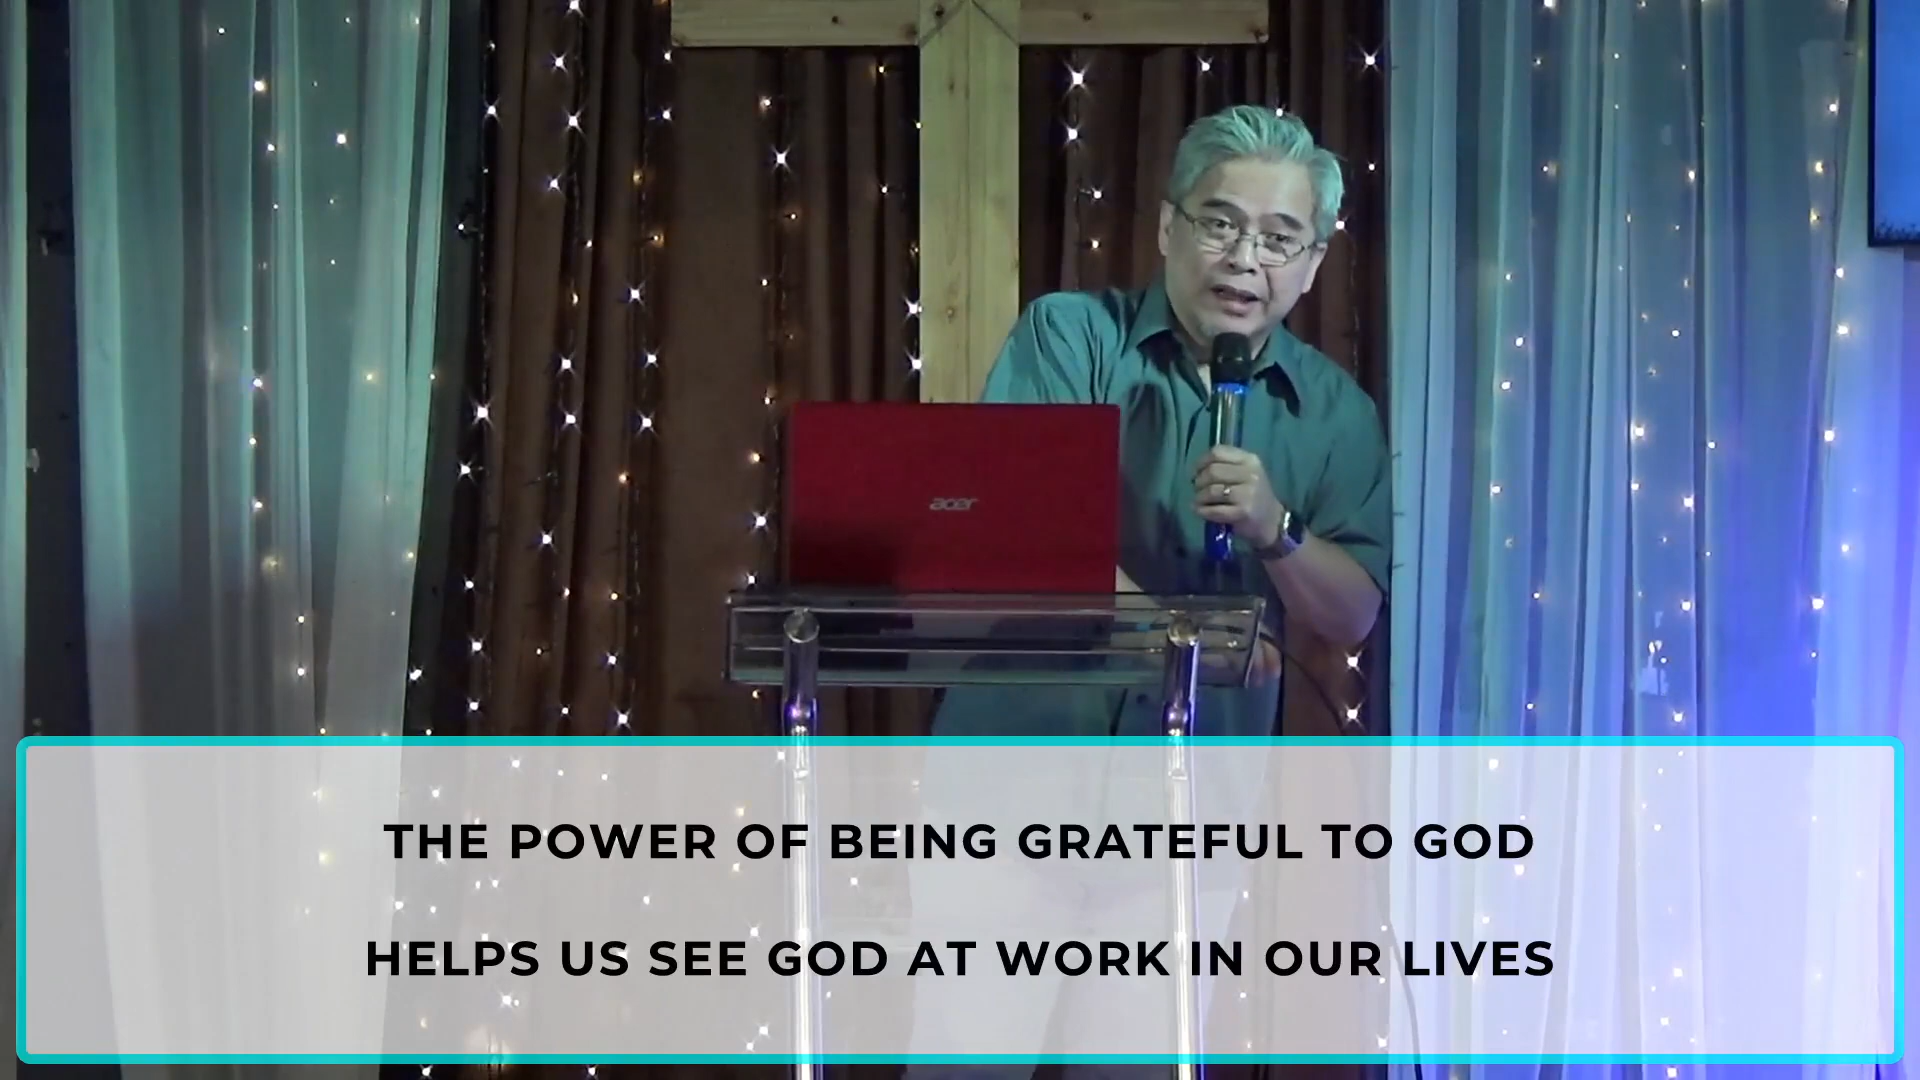 acer
THE POWER OF BEING GRATEFUL TO GOD
HELPS US SEE GOD AT WORK IN OUR LIVES